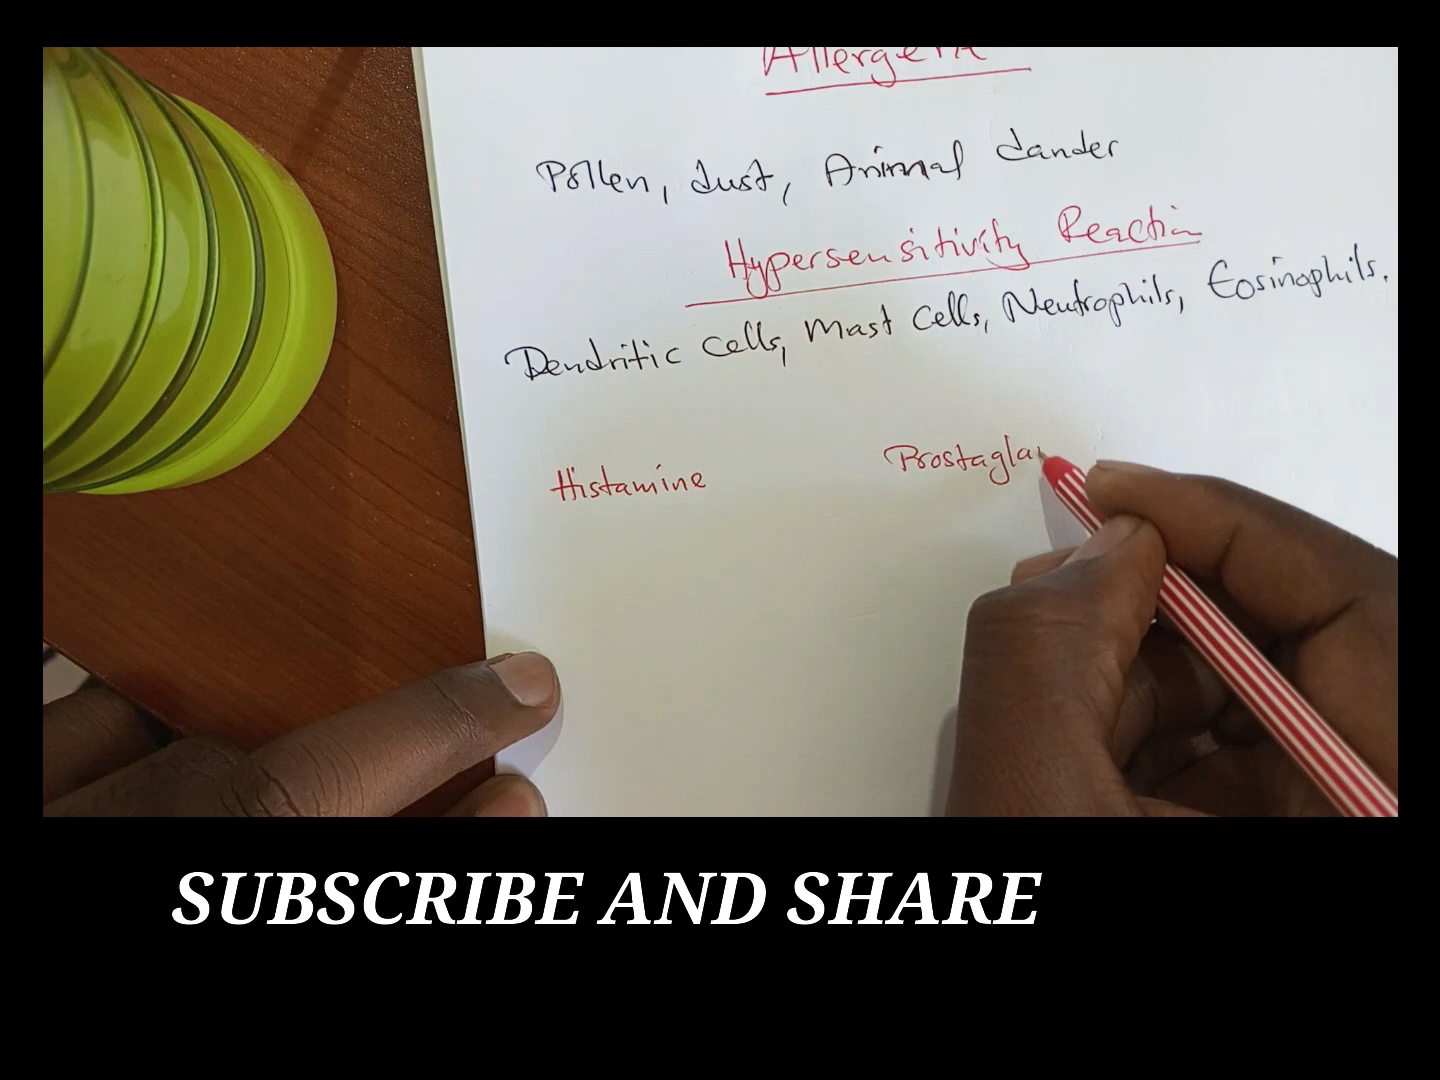 Allergen
Pollen, dust, Animal dander
Hypersensitivity Reaction
Dendritic cells, Mast cells, Neutrophils, Eosinophils.
Histamine Prostagla
SUBSCRIBE AND SHARE